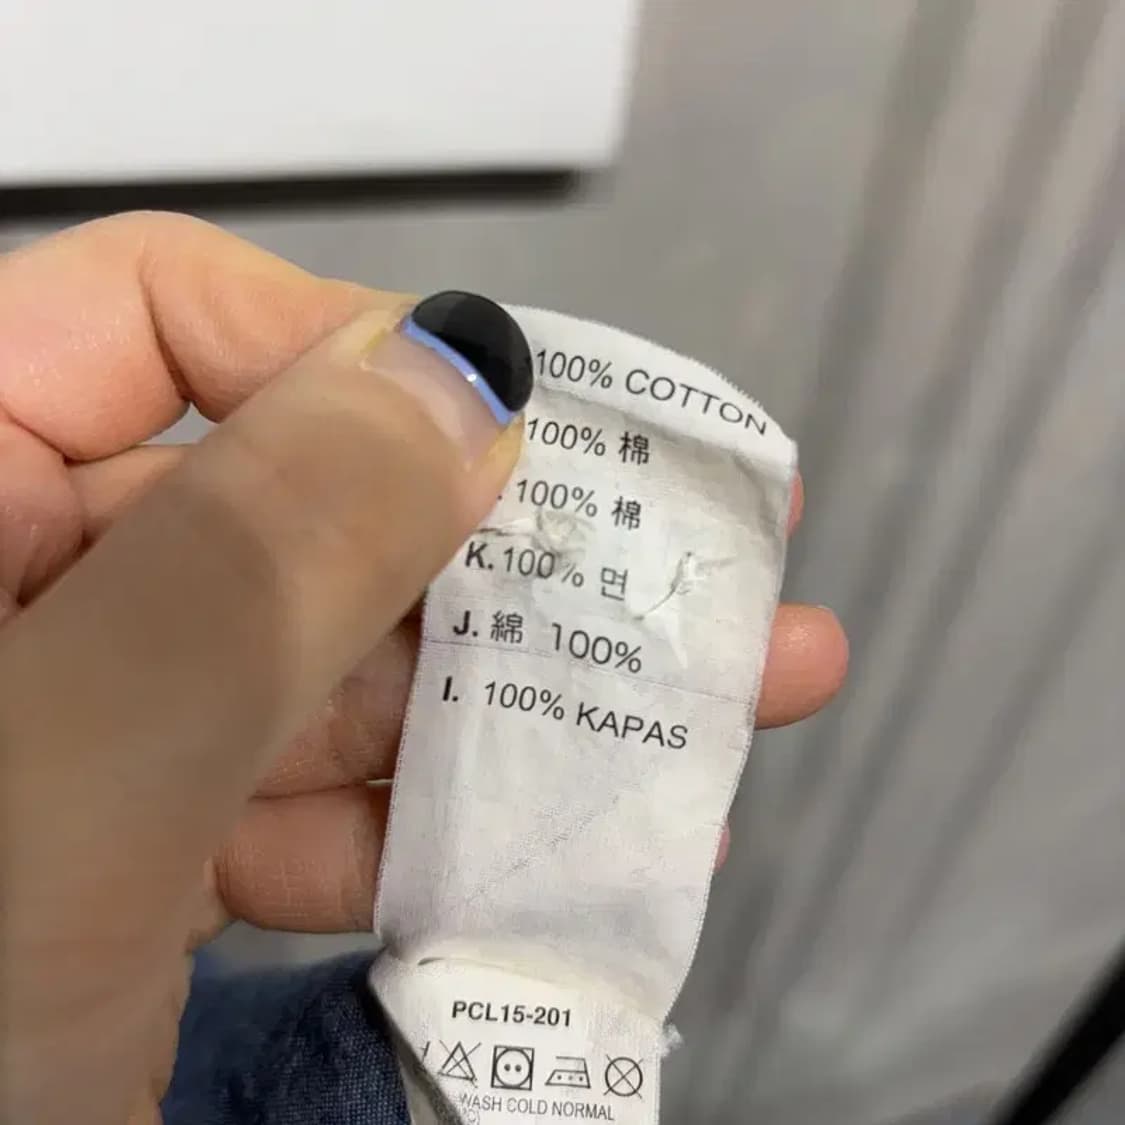 100% COTTON
100% 棉
. 100% 棉
K. 100% 면
J. 綿 100%
I. 100% KAPAS
PCL15-201
WASH COLD NORMAL